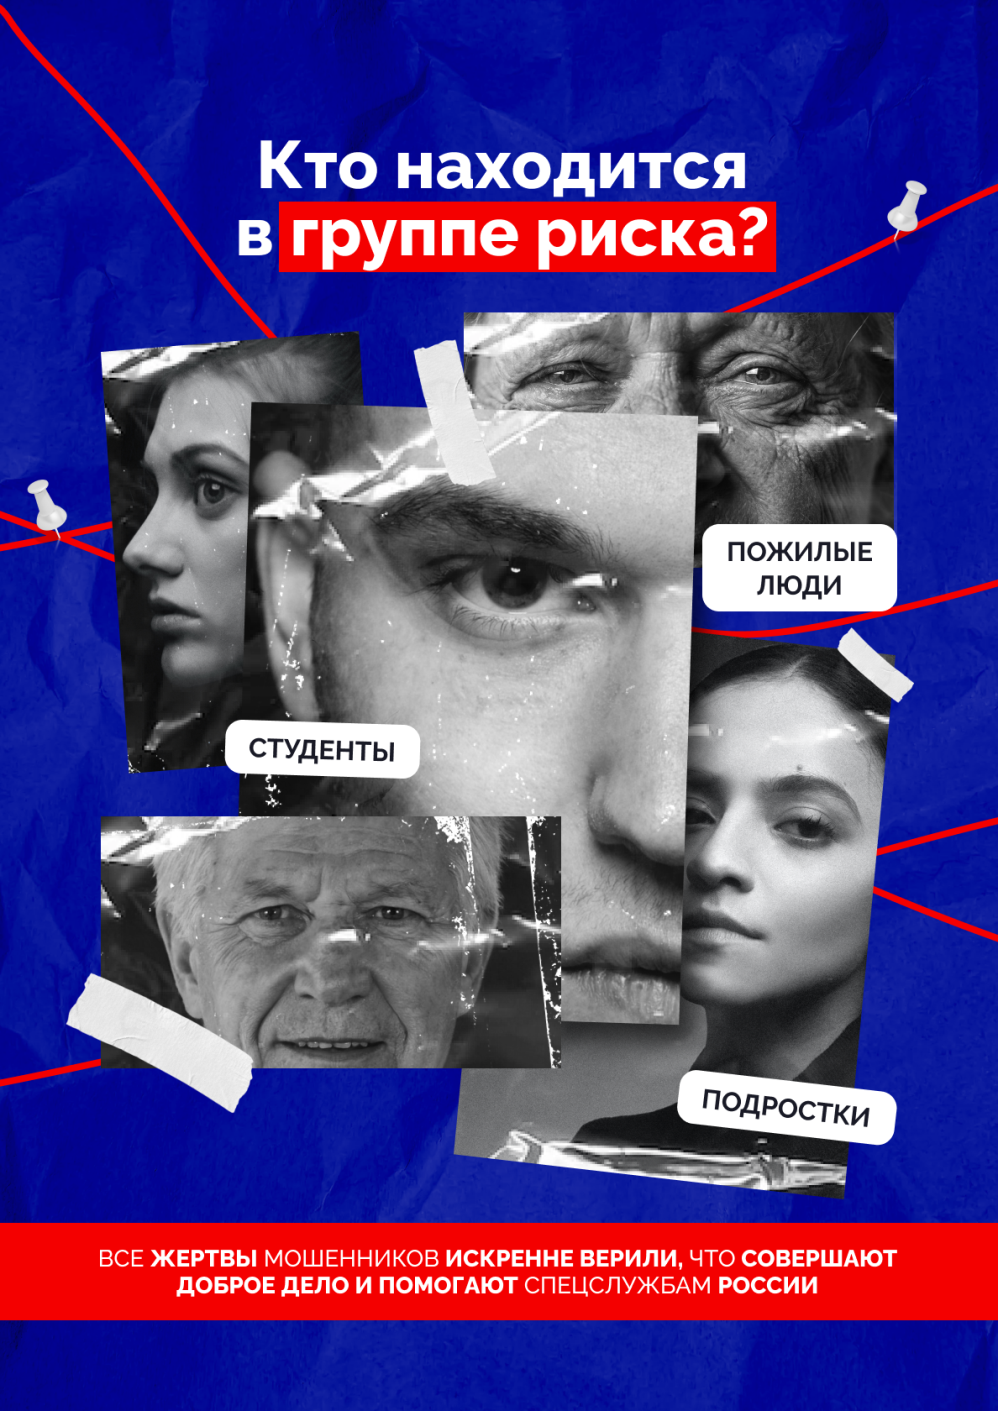 Кто находится
в группе риска?
ПОЖИЛЫЕ
ЛЮДИ
СТУДЕНТЫ
ПОДРОСТКИ
ВСЕ ЖЕРТВЫ МОШЕННИКОВ ИСКРЕННЕ ВЕРИЛИ, ЧТО СОВЕРШАЮТ
ДОБРОЕ ДЕЛО И ПОМОГАЮТ СПЕЦСЛУЖБАМ РОССИИ